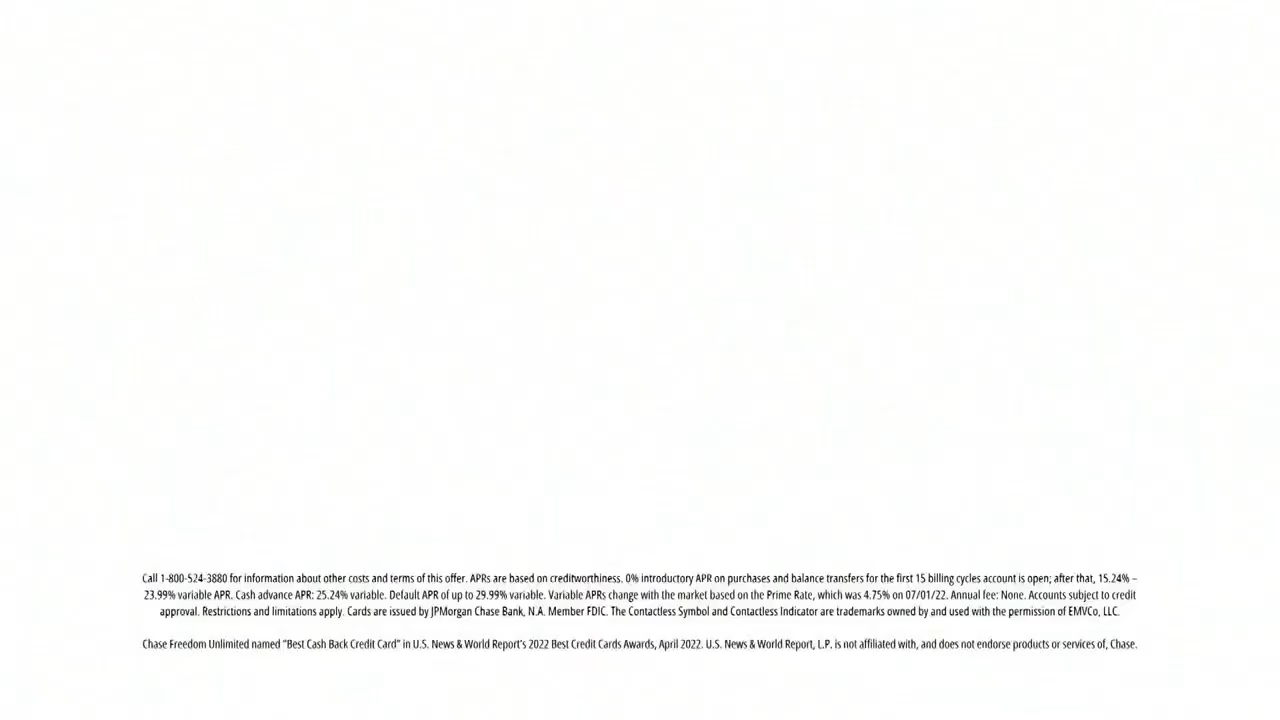 Call 1-800-524-3880 for information about other costs and terms of this offer. APRs are based on creditworthiness. 0% introductory APR on purchases and balance transfers for the first 15 billing cycles account is open; after that, 15.24% –
23.99% variable APR. Cash advance APR: 25.24% variable. Default APR of up to 29.99% variable. Variable APRs change with the market based on the Prime Rate, which was 4.75% on 07/01/22. Annual fee: None. Accounts subject to credit
approval. Restrictions and limitations apply. Cards are issued by JPMorgan Chase Bank, N.A. Member FDIC. The Contactless Symbol and Contactless Indicator are trademarks owned by and used with the permission of EMVCo, LLC.
Chase Freedom Unlimited named “Best Cash Back Credit Card” in U.S. News & World Report's 2022 Best Credit Cards Awards, April 2022. U.S. News & World Report, L.P. is not affiliated with, and does not endorse products or services of, Chase.